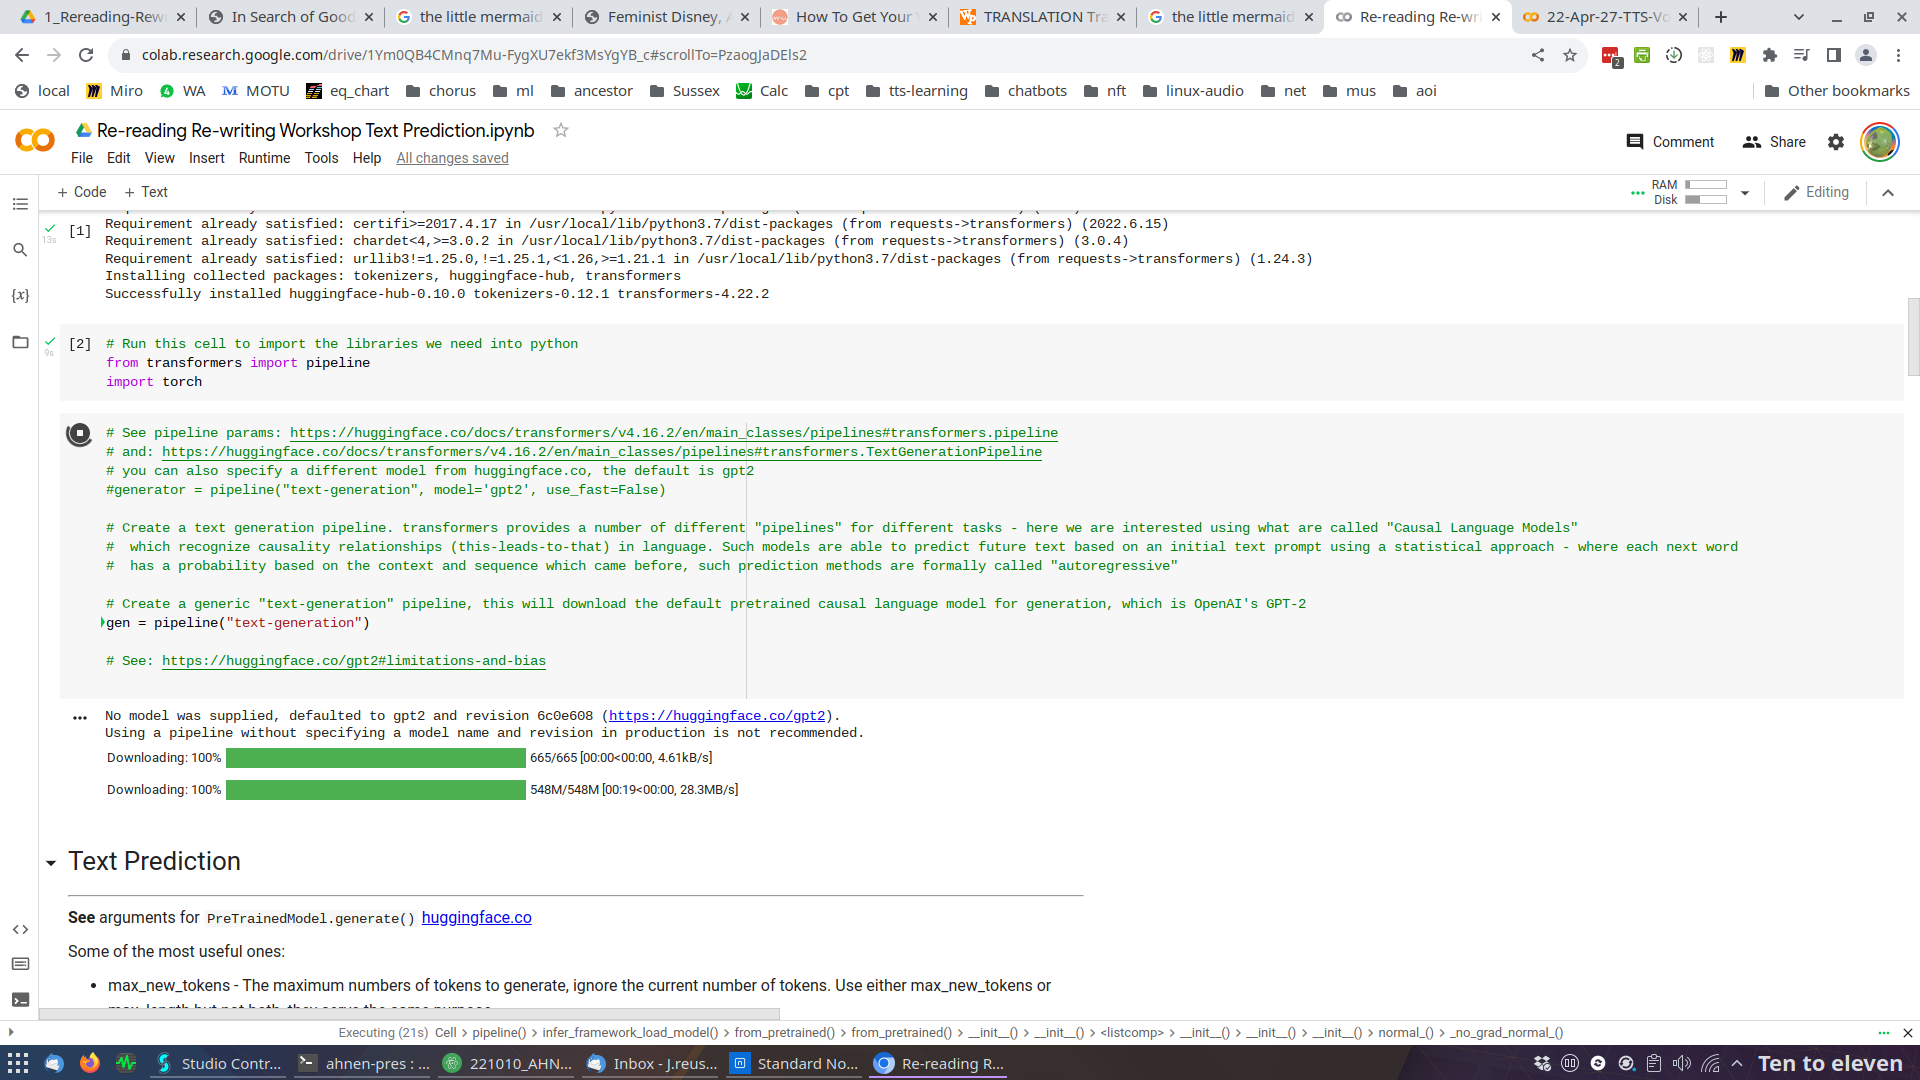 1_Rereading-Rewr
In Search of Good
the little mermaid
Feminist Disney, A
How To Get Your
TRANSLATION Tra
the little mermaid
Re-reading Re-wri
22-Apr-27-TTS-Vo
colab.research.google.com/drive/1Ym0QB4CMnq7Mu-FygXU7ekf3MsYgYB_c#scrollTo=PzaogJaDEls2
2
local Miro WA MOTU eq_chart chorus ml ancestor Sussex Calc cpt tts-learning chatbots nft linux-audio net mus aoi Other bookmarks
Re-reading Re-writing Workshop Text Prediction.ipynb
Comment Share
File Edit View Insert Runtime Tools Help All changes saved
+ Code + Text
RAM
Disk
Editing
[1]
13s
Requirement already satisfied: certifi>=2017.4.17 in /usr/local/lib/python3.7/dist-packages (from requests->transformers) (2022.6.15)
Requirement already satisfied: chardet<4,>=3.0.2 in /usr/local/lib/python3.7/dist-packages (from requests->transformers) (3.0.4)
Requirement already satisfied: urllib3!=1.25.0,!=1.25.1,<1.26,>=1.21.1 in /usr/local/lib/python3.7/dist-packages (from requests->transformers) (1.24.3)
Installing collected packages: tokenizers, huggingface-hub, transformers
Successfully installed huggingface-hub-0.10.0 tokenizers-0.12.1 transformers-4.22.2
[2]
9s
# Run this cell to import the libraries we need into python
from transformers import pipeline
import torch
# See pipeline params: https://huggingface.co/docs/transformers/v4.16.2/en/main_classes/pipelines#transformers.pipeline
# and: https://huggingface.co/docs/transformers/v4.16.2/en/main_classes/pipelines#transformers.TextGenerationPipeline
# you can also specify a different model from huggingface.co, the default is gpt2
#generator = pipeline("text-generation", model='gpt2', use_fast=False)
# Create a text generation pipeline. transformers provides a number of different "pipelines" for different tasks - here we are interested using what are called "Causal Language Models"
#  which recognize causality relationships (this-leads-to-that) in language. Such models are able to predict future text based on an initial text prompt using a statistical approach - where each next word
#  has a probability based on the context and sequence which came before, such prediction methods are formally called "autoregressive"
# Create a generic "text-generation" pipeline, this will download the default pretrained causal language model for generation, which is OpenAI's GPT-2
gen = pipeline("text-generation")
# See: https://huggingface.co/gpt2#limitations-and-bias
No model was supplied, defaulted to gpt2 and revision 6c0e608 (https://huggingface.co/gpt2).
Using a pipeline without specifying a model name and revision in production is not recommended.
Downloading: 100% 665/665 [00:00<00:00, 4.61kB/s]
Downloading: 100% 548M/548M [00:19<00:00, 28.3MB/s]
Text Prediction
See arguments for PreTrainedModel.generate() huggingface.co
Some of the most useful ones:
• max_new_tokens - The maximum numbers of tokens to generate, ignore the current number of tokens. Use either max_new_tokens or
Executing (21s) Cell > pipeline() > infer_framework_load_model() > from_pretrained() > from_pretrained() > __init__() > __init__() > <listcomp> > __init__() > __init__() > __init__() > normal_() > _no_grad_normal_()
Studio Contr...
ahnen-pres : ...
221010_AHN...
Inbox - J.reus...
Standard No...
Re-reading R...
Ten to eleven